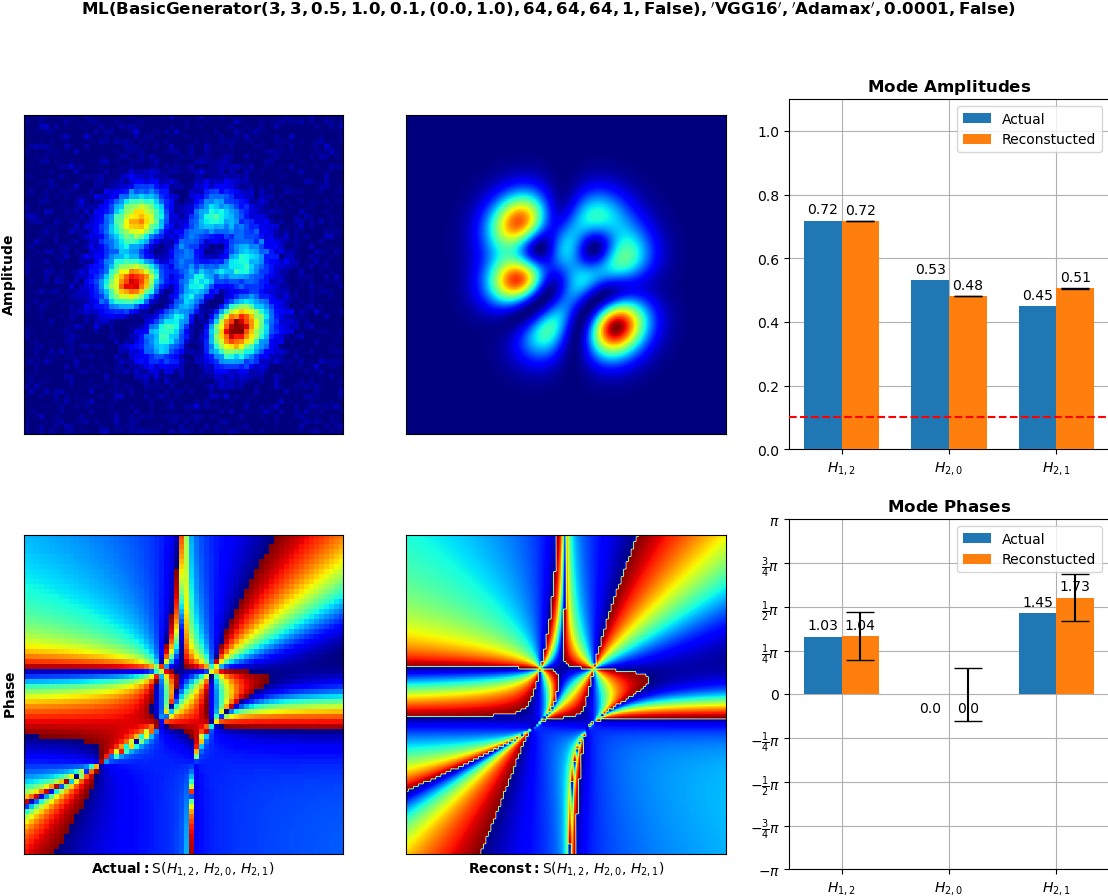 ML(BasicGenerator(3, 3, 0.5, 1.0, 0.1, (0.0, 1.0), 64, 64, 64, 1, False), ′VGG16′, ′Adamax′, 0.0001, False)
Amplitude
Mode Amplitudes
Actual
Reconstucted
1.0
0.8
0.6
0.4
0.2
0.0
0.72
0.72
0.53
0.48
0.45
0.51
H1,2
H2,0
H2,1
Phase
Actual: S(H1,2, H2,0, H2,1)
Reconst: S(H1,2, H2,0, H2,1)
Mode Phases
Actual
Reconstucted
π
3/4π
1/2π
1/4π
0
−1/4π
−1/2π
−3/4π
−π
1.03
1.04
0.0
0.0
1.45
1.73
H1,2
H2,0
H2,1